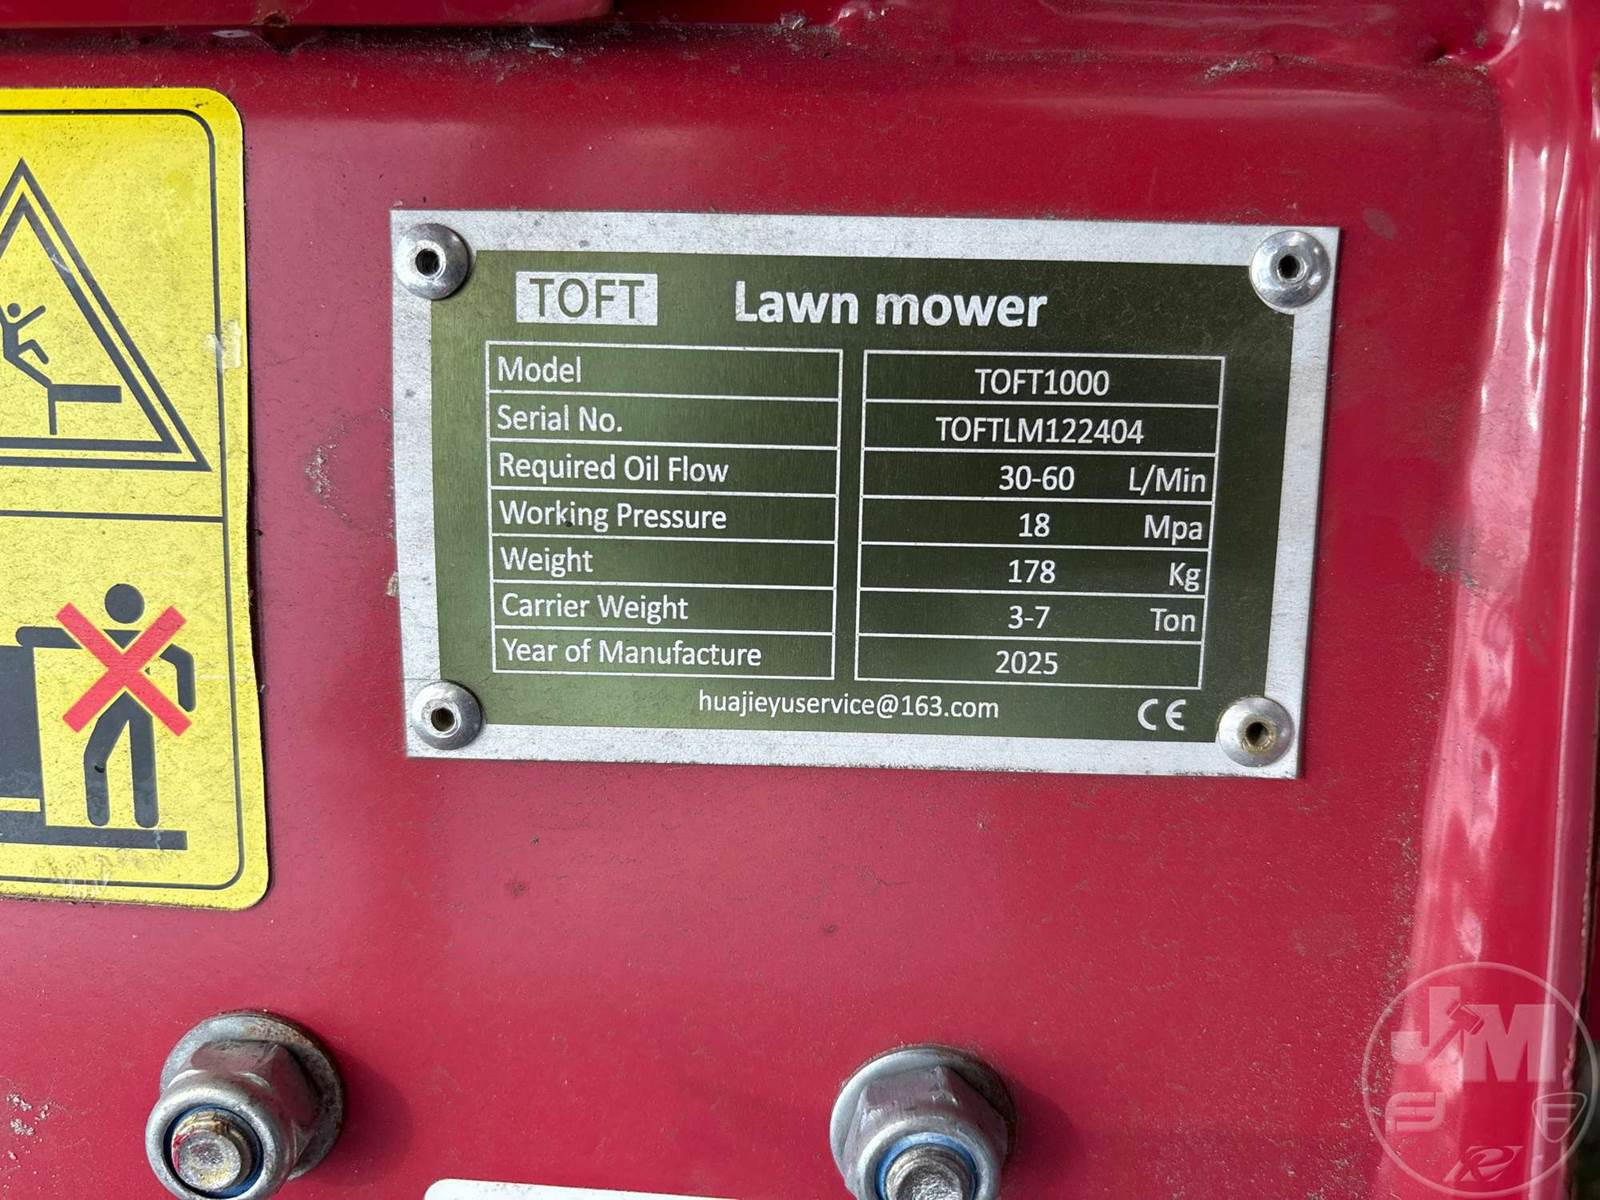 TOFT Lawn mower
Model TOFT1000
Serial No. TOFTLM122404
Required Oil Flow 30-60 L/Min
Working Pressure 18 Mpa
Weight 178 Kg
Carrier Weight 3-7 Ton
Year of Manufacture 2025
huajieyuservice@163.com CE
JM